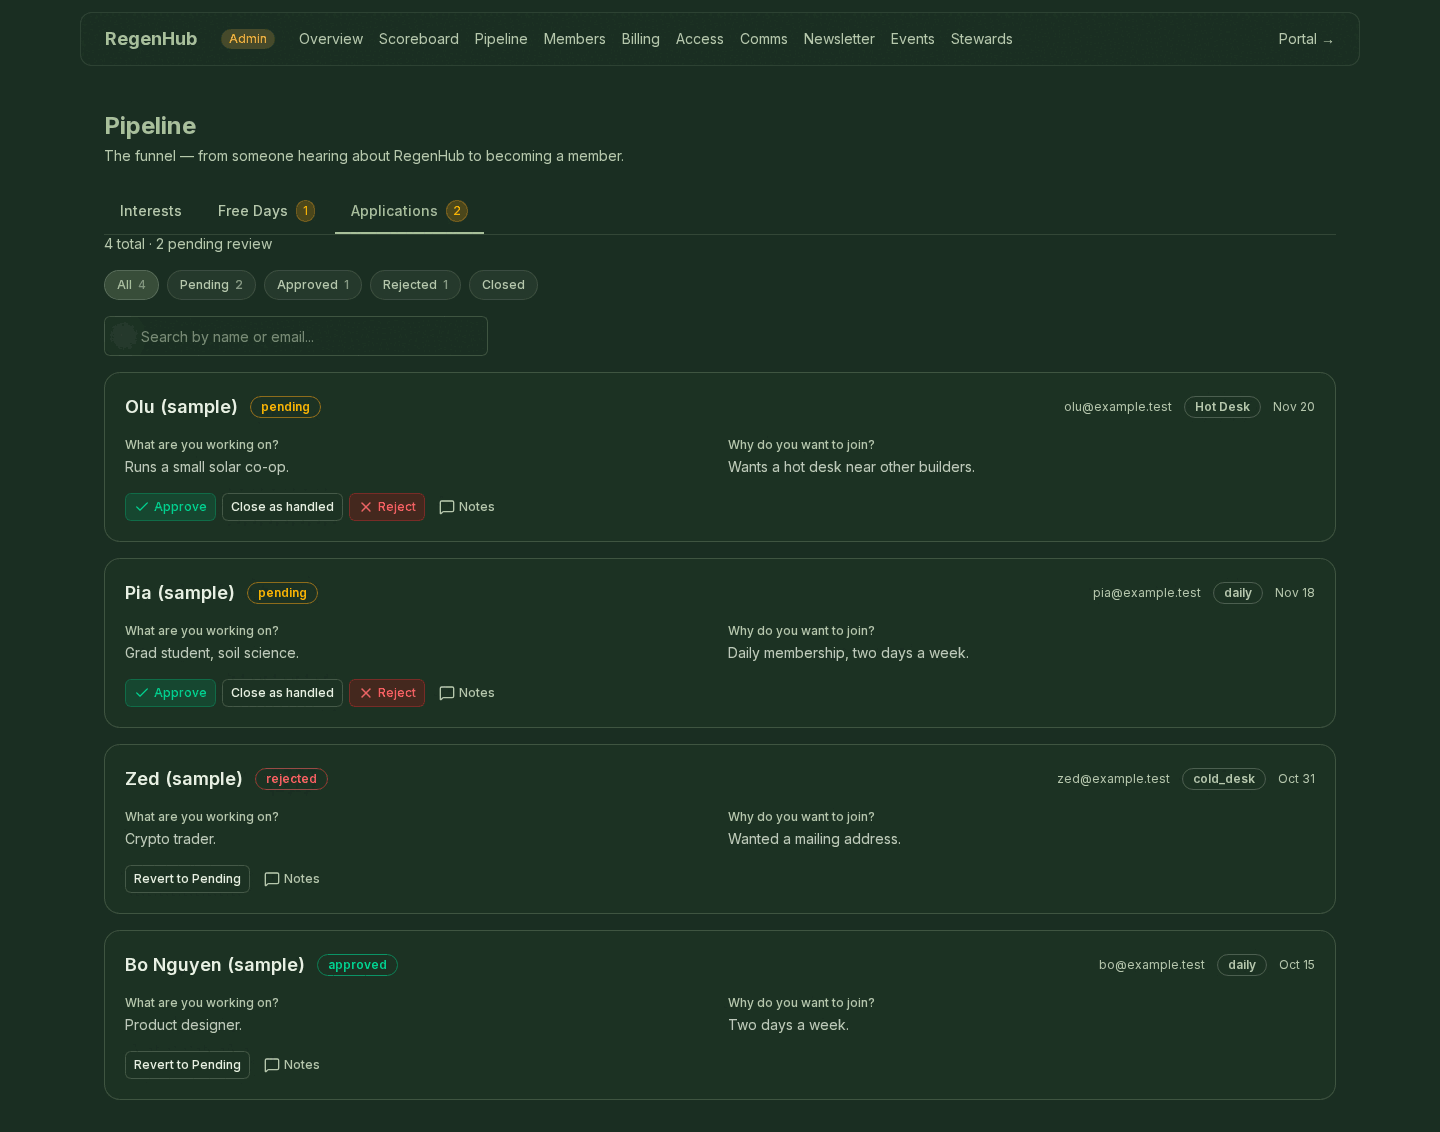 RegenHub Admin Overview Scoreboard Pipeline Members Billing Access Comms Newsletter Events Stewards Portal →
Pipeline
The funnel — from someone hearing about RegenHub to becoming a member.
Interests Free Days 1 Applications 2
4 total · 2 pending review
All 4 Pending 2 Approved 1 Rejected 1 Closed
Search by name or email...
Olu (sample) pending olu@example.test Hot Desk Nov 20
What are you working on? Why do you want to join?
Runs a small solar co-op. Wants a hot desk near other builders.
Approve Close as handled Reject Notes
Pia (sample) pending pia@example.test daily Nov 18
What are you working on? Why do you want to join?
Grad student, soil science. Daily membership, two days a week.
Approve Close as handled Reject Notes
Zed (sample) rejected zed@example.test cold_desk Oct 31
What are you working on? Why do you want to join?
Crypto trader. Wanted a mailing address.
Revert to Pending Notes
Bo Nguyen (sample) approved bo@example.test daily Oct 15
What are you working on? Why do you want to join?
Product designer. Two days a week.
Revert to Pending Notes